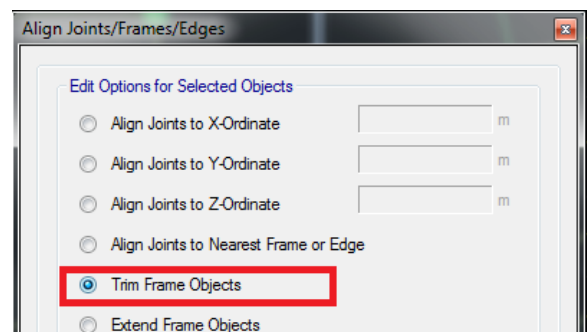 Align Joints/Frames/Edges
Edit Options for Selected Objects
Align Joints to X-Ordinate m
Align Joints to Y-Ordinate m
Align Joints to Z-Ordinate m
Align Joints to Nearest Frame or Edge
Trim Frame Objects
Extend Frame Objects